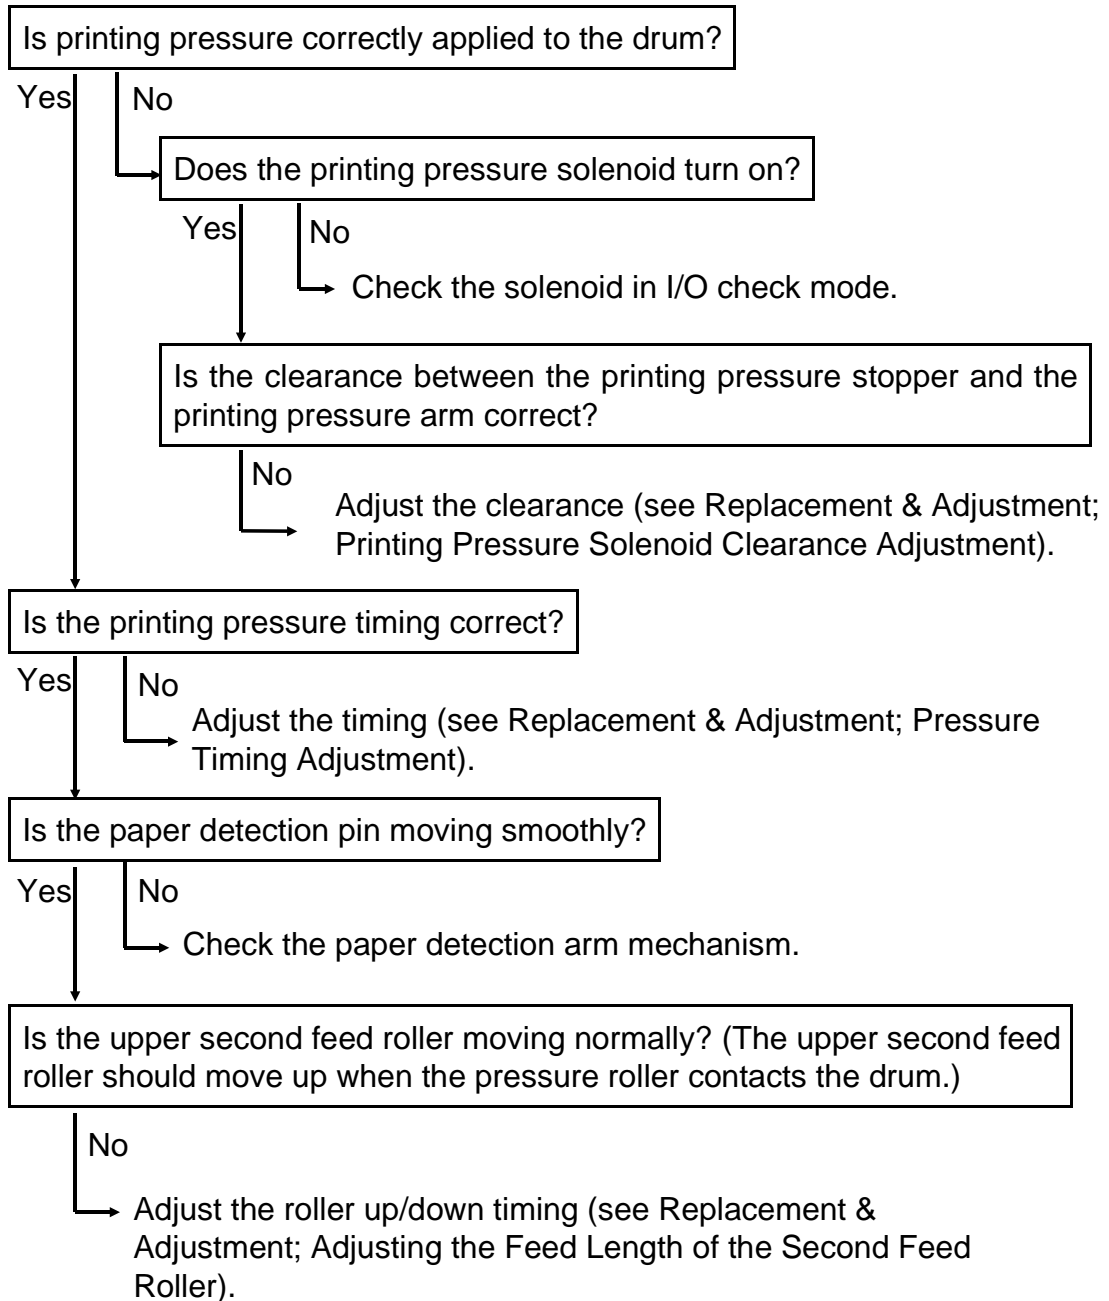 Is printing pressure correctly applied to the drum?
Yes
No
Does the printing pressure solenoid turn on?
Yes
No
Check the solenoid in I/O check mode.
Is the clearance between the printing pressure stopper and the
printing pressure arm correct?
No
Adjust the clearance (see Replacement & Adjustment;
Printing Pressure Solenoid Clearance Adjustment).
Is the printing pressure timing correct?
Yes
No
Adjust the timing (see Replacement & Adjustment; Pressure
Timing Adjustment).
Is the paper detection pin moving smoothly?
Yes
No
Check the paper detection arm mechanism.
Is the upper second feed roller moving normally? (The upper second feed
roller should move up when the pressure roller contacts the drum.)
No
Adjust the roller up/down timing (see Replacement &
Adjustment; Adjusting the Feed Length of the Second Feed
Roller).